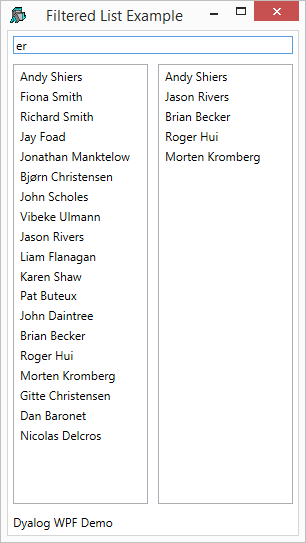 Filtered List Example
er
Andy Shiers
Fiona Smith
Richard Smith
Jay Foad
Jonathan Manktelow
Bjørn Christensen
John Scholes
Vibeke Ulmann
Jason Rivers
Liam Flanagan
Karen Shaw
Pat Buteux
John Daintree
Brian Becker
Roger Hui
Morten Kromberg
Gitte Christensen
Dan Baronet
Nicolas Delcros
Andy Shiers
Jason Rivers
Brian Becker
Roger Hui
Morten Kromberg
Dyalog WPF Demo